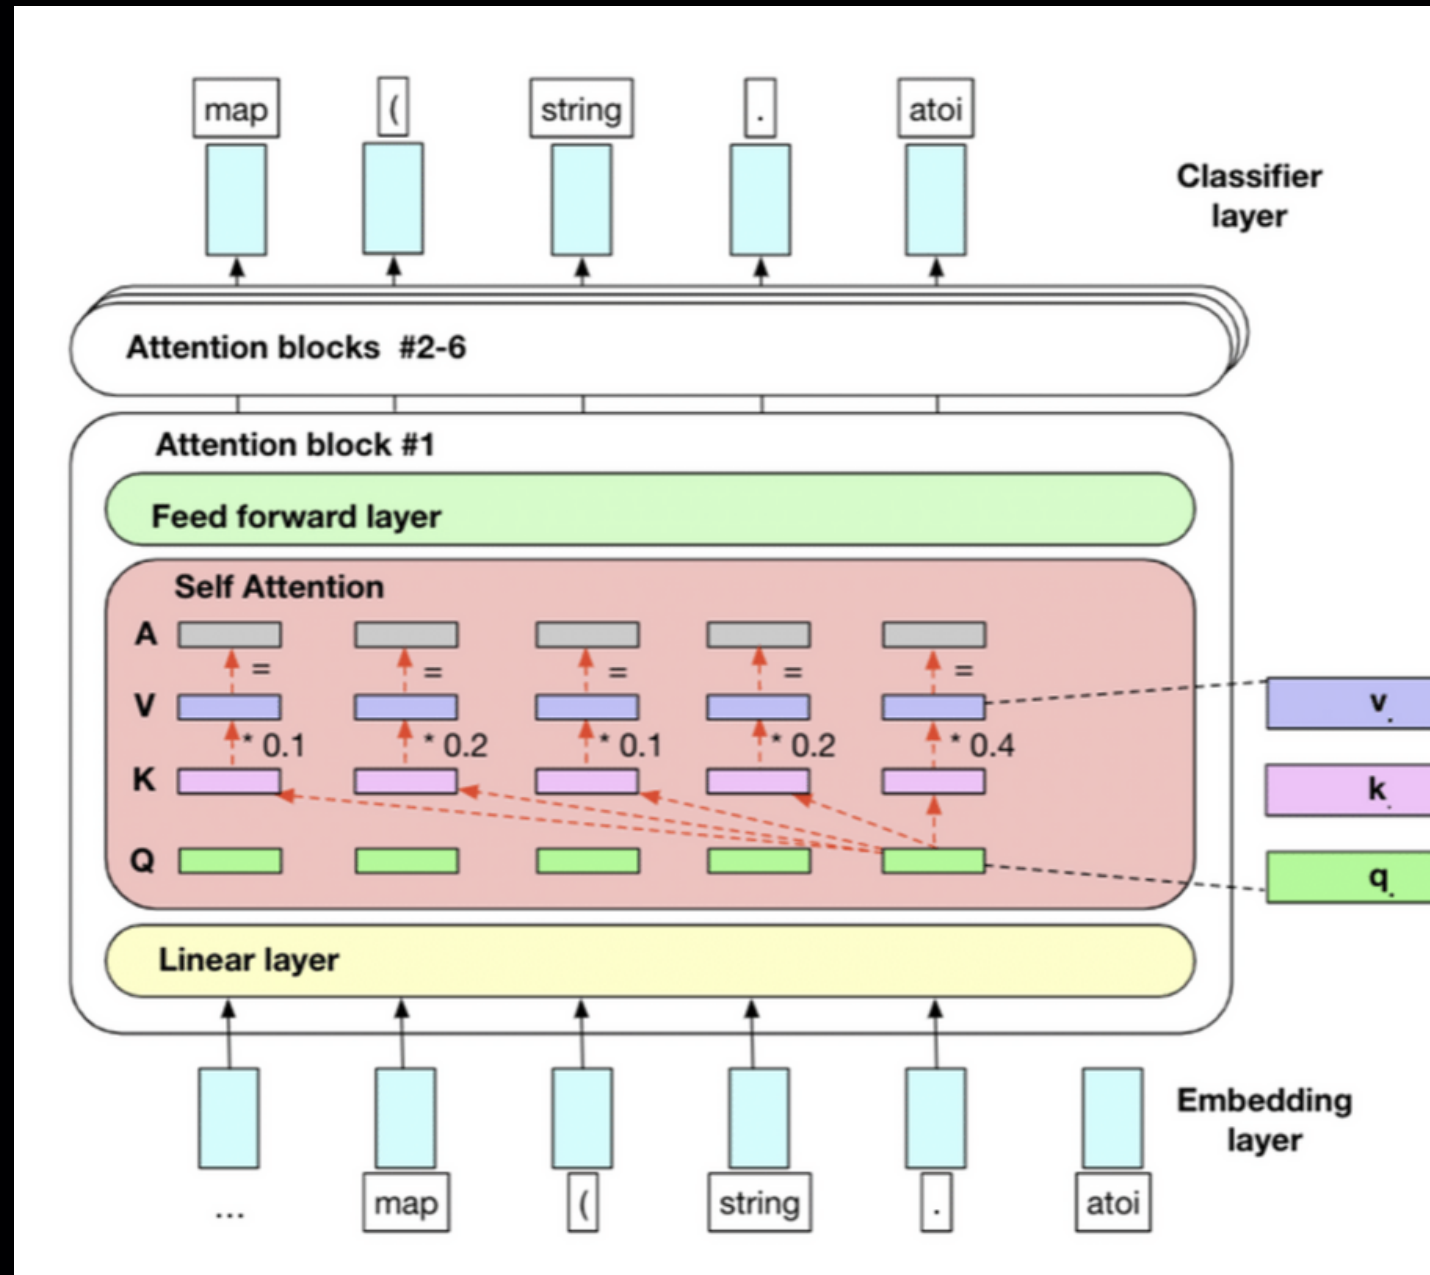 map ( string . atoi
Classifier
layer
Attention blocks #2-6
Attention block #1
Feed forward layer
Self Attention
A
= = = = =
V
v.
* 0.1 * 0.2 * 0.1 * 0.2 * 0.4
K
k.
Q
q.
Linear layer
Embedding
layer
... map ( string . atoi